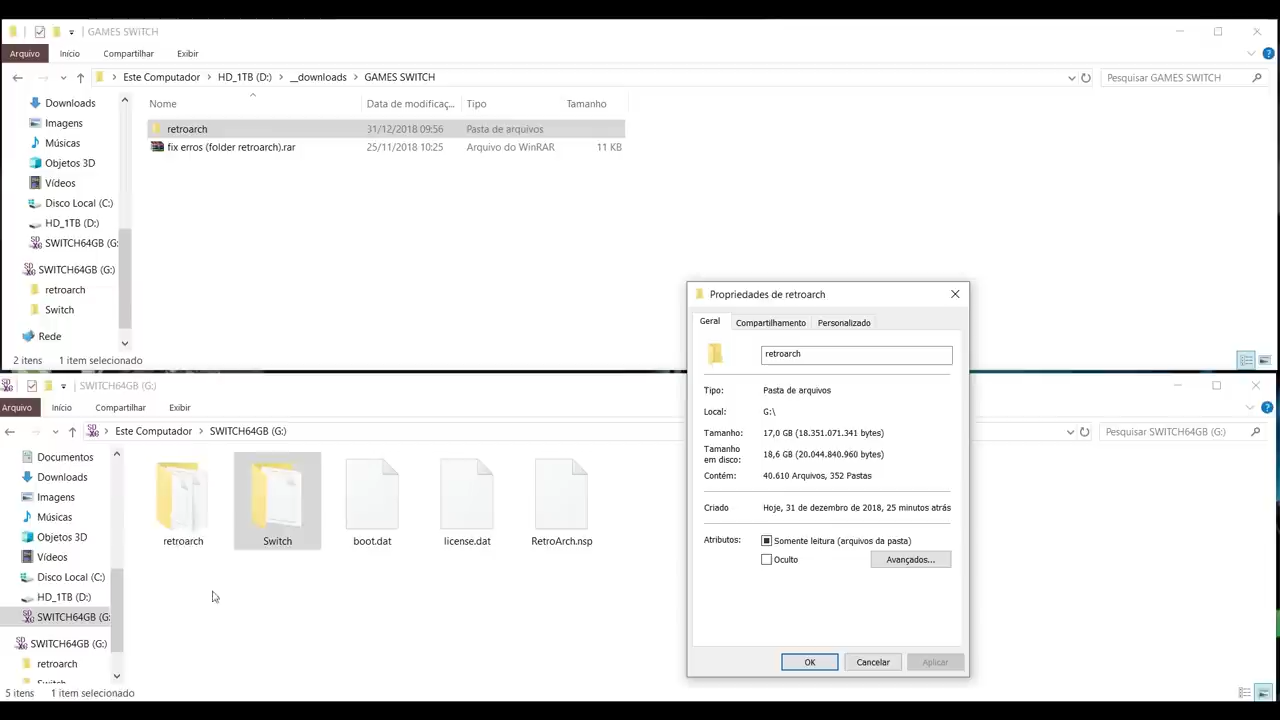 GAMES SWITCH
Arquivo Início Compartilhar Exibir
Este Computador HD_1TB (D:) __downloads GAMES SWITCH Pesquisar GAMES SWITCH
Downloads
Imagens
Músicas
Objetos 3D
Vídeos
Disco Local (C:)
HD_1TB (D:)
SWITCH64GB (G:
SWITCH64GB (G:)
retroarch
Switch
Rede
Nome Data de modificaç... Tipo Tamanho
retroarch 31/12/2018 09:56 Pasta de arquivos
fix erros (folder retroarch).rar 25/11/2018 10:25 Arquivo do WinRAR 11 KB
2 itens 1 item selecionado
SWITCH64GB (G:)
Arquivo Início Compartilhar Exibir
Este Computador SWITCH64GB (G:) Pesquisar SWITCH64GB (G:)
Documentos
Downloads
Imagens
Músicas
Objetos 3D
Vídeos
Disco Local (C:)
HD_1TB (D:)
SWITCH64GB (G:
SWITCH64GB (G:)
retroarch
Switch
retroarch Switch boot.dat license.dat RetroArch.nsp
5 itens 1 item selecionado
Propriedades de retroarch
Geral Compartilhamento Personalizado
retroarch
Tipo: Pasta de arquivos
Local: G:\
Tamanho: 17,0 GB (18.351.071.341 bytes)
Tamanho
em disco: 18,6 GB (20.044.840.960 bytes)
Contém: 40.610 Arquivos, 352 Pastas
Criado Hoje, 31 de dezembro de 2018, 25 minutos atrás
Atributos: Somente leitura (arquivos da pasta)
Oculto Avançados...
OK Cancelar Aplicar